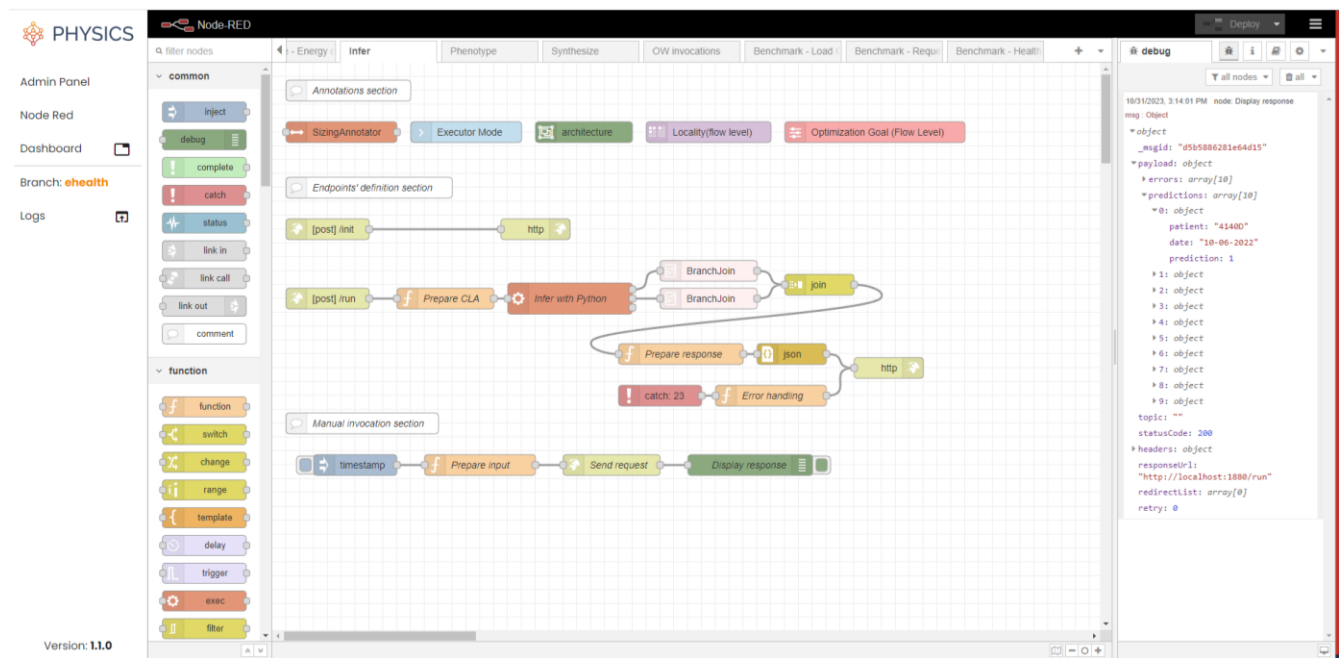 PHYSICS
Admin Panel
Node Red
Dashboard
Branch: ehealth
Logs
Version: 1.1.0
Node-RED
Deploy
filter nodes
common
inject
debug
complete
catch
status
link in
link call
link out
comment
function
function
switch
change
range
template
delay
trigger
exec
filter
- Energy
Infer
Phenotype
Synthesize
OW invocations
Benchmark - Load
Benchmark - Reque
Benchmark - Health
Annotations section
SizingAnnotator
Executor Mode
architecture
Locality(flow level)
Optimization Goal (Flow Level)
Endpoints' definition section
[post] /init
http
[post] /run
Prepare CLA
Infer with Python
BranchJoin
BranchJoin
join
Prepare response
json
http
catch: 23
Error handling
Manual invocation section
timestamp
Prepare input
Send request
Display response
debug
i
all nodes
all
10/31/2023, 3:14:01 PM node: Display response
msg : Object
object
_msgid: "d5b5886281e64d15"
payload: object
errors: array[10]
predictions: array[10]
0: object
patient: "4140D"
date: "10-06-2022"
prediction: 1
1: object
2: object
3: object
4: object
5: object
6: object
7: object
8: object
9: object
topic: ""
statusCode: 200
headers: object
responseUrl:
"http://localhost:1880/run"
redirectList: array[0]
retry: 0